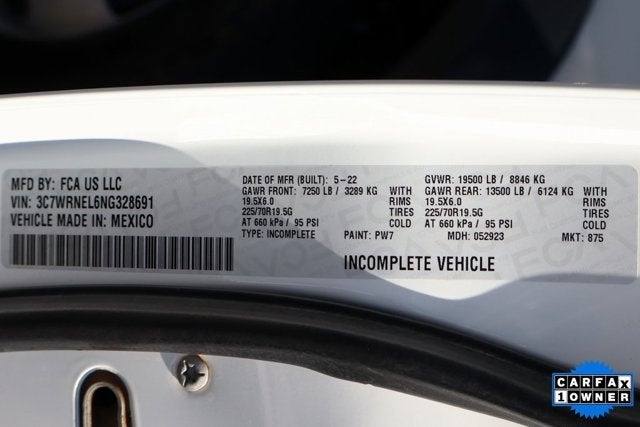 MFD BY: FCA US LLC
VIN: 3C7WRNEL6NG328691
VEHICLE MADE IN: MEXICO
DATE OF MFR (BUILT): 5-22
GAWR FRONT: 7250 LB / 3289 KG WITH
19.5X6.0 RIMS
225/70R19.5G TIRES
AT 660 kPa / 95 PSI COLD
TYPE: INCOMPLETE PAINT: PW7
GVWR: 19500 LB / 8846 KG
GAWR REAR: 13500 LB / 6124 KG WITH
19.5X6.0 RIMS
225/70R19.5G TIRES
AT 660 kPa / 95 PSI COLD
MDH: 052923 MKT: 875
INCOMPLETE VEHICLE
CARFAX
1 OWNER